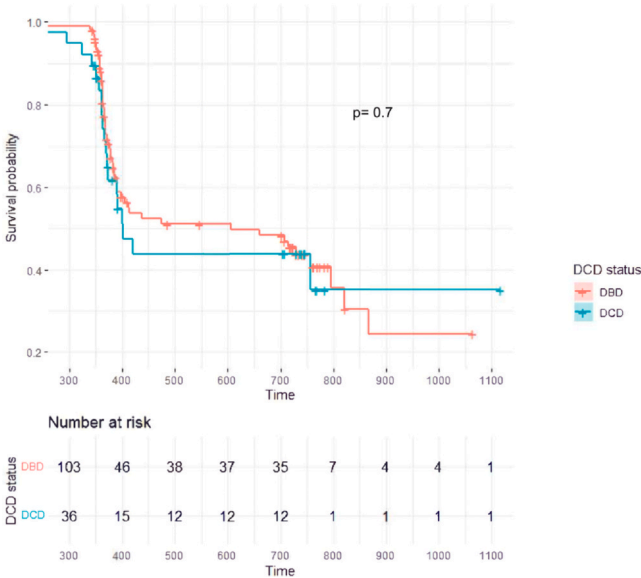 1.0
0.8
0.6
0.4
0.2
Survival probability
p= 0.7
300 400 500 600 700 800 900 1000 1100
Time
DCD status
DBD
DCD
Number at risk
DCD status
DBD 103 46 38 37 35 7 4 4 1
DCD 36 15 12 12 12 1 1 1 1
300 400 500 600 700 800 900 1000 1100
Time